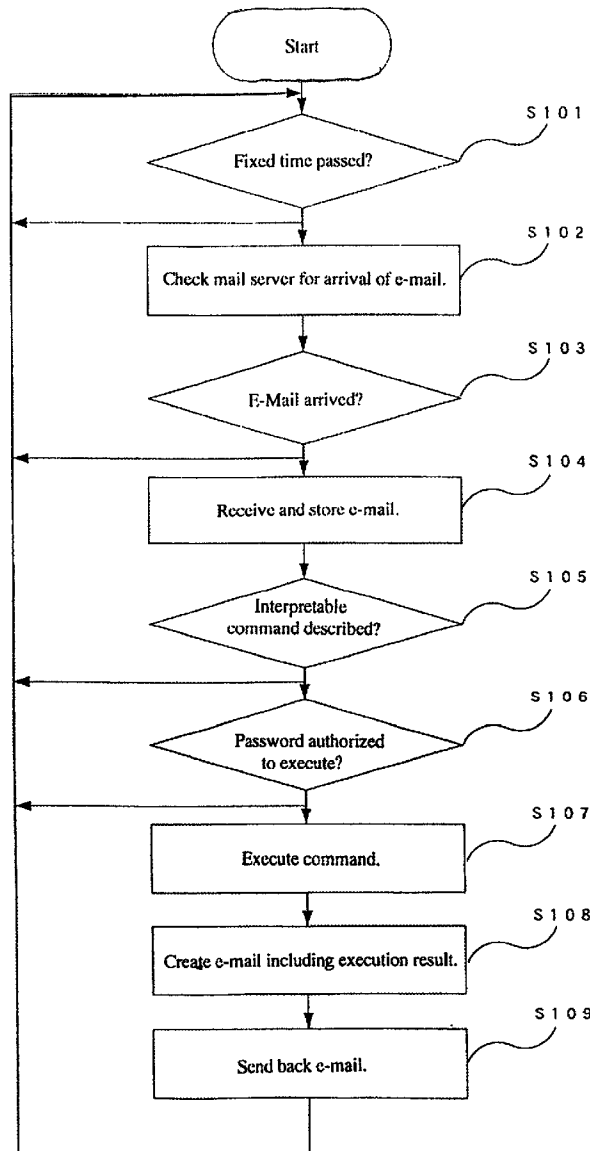 Start
S101
Fixed time passed?
S102
Check mail server for arrival of e-mail.
S103
E-Mail arrived?
S104
Receive and store e-mail.
S105
Interpretable
command described?
S106
Password authorized
to execute?
S107
Execute command.
S108
Create e-mail including execution result.
S109
Send back e-mail.